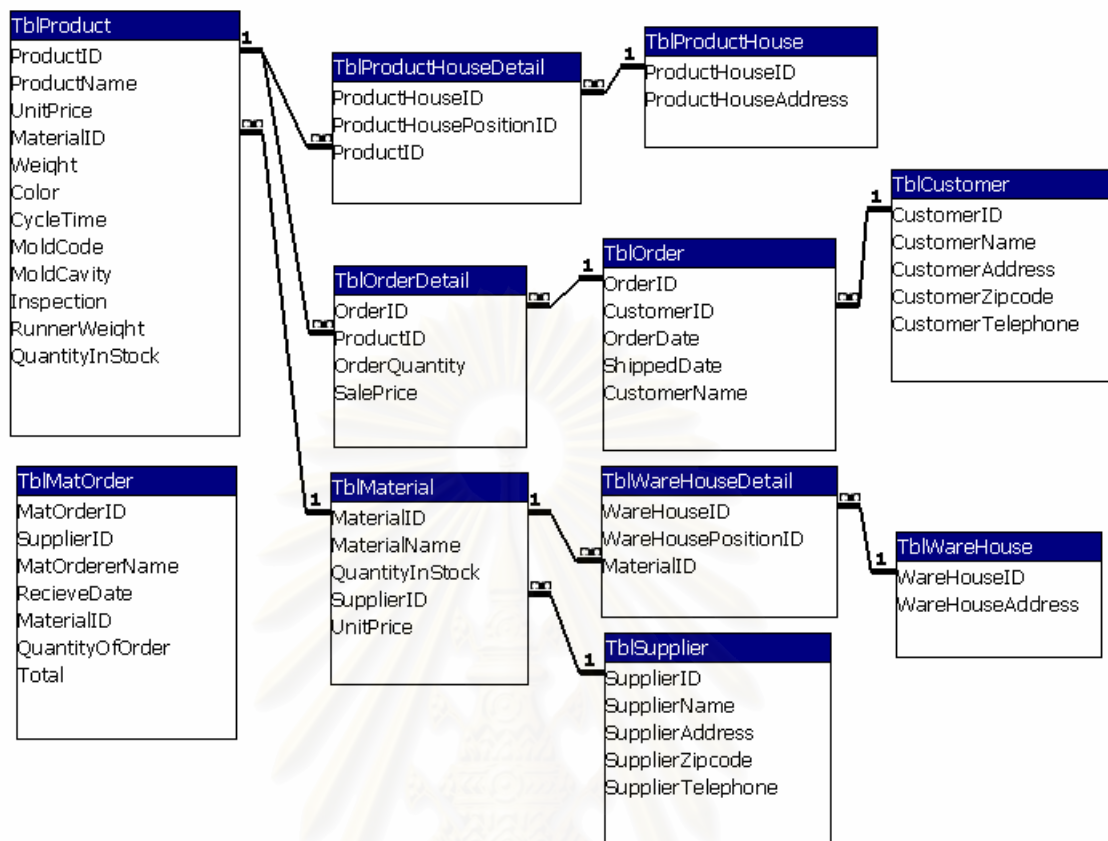 TblProduct
ProductID
ProductName
UnitPrice
MaterialID
Weight
Color
CycleTime
MoldCode
MoldCavity
Inspection
RunnerWeight
QuantityInStock
1
TblProductHouseDetail
ProductHouseID
ProductHousePositionID
ProductID
1
TblProductHouse
ProductHouseID
ProductHouseAddress
TblOrderDetail
OrderID
ProductID
OrderQuantity
SalePrice
1
TblOrder
OrderID
CustomerID
OrderDate
ShippedDate
CustomerName
1
TblCustomer
CustomerID
CustomerName
CustomerAddress
CustomerZipcode
CustomerTelephone
TblMatOrder
MatOrderID
SupplierID
MatOrdererName
RecieveDate
MaterialID
QuantityOfOrder
Total
1
TblMaterial
MaterialID
MaterialName
QuantityInStock
SupplierID
UnitPrice
1
TblWareHouseDetail
WareHouseID
WareHousePositionID
MaterialID
1
TblWareHouse
WareHouseID
WareHouseAddress
1
TblSupplier
SupplierID
SupplierName
SupplierAddress
SupplierZipcode
SupplierTelephone